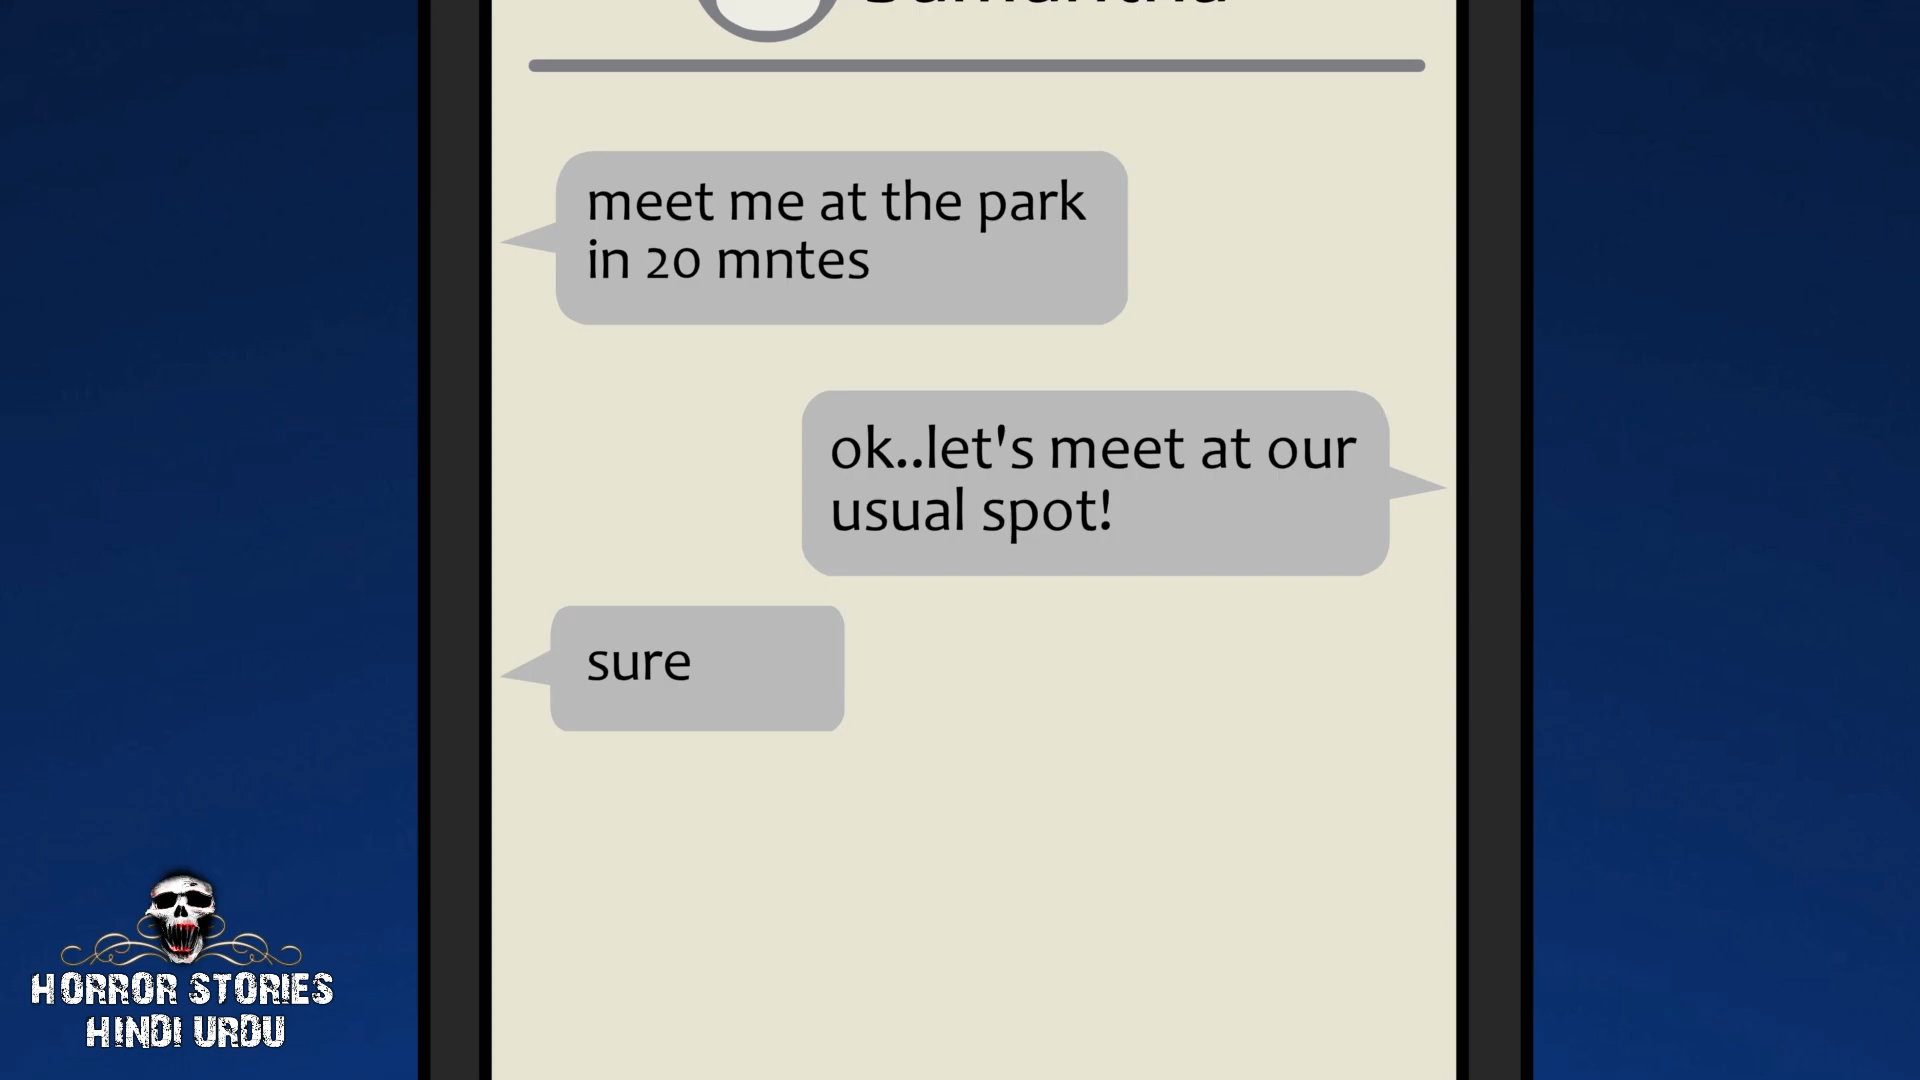 Samantha
meet me at the park
in 20 mntes
ok..let's meet at our
usual spot!
sure
HORROR STORIES
HINDI URDU